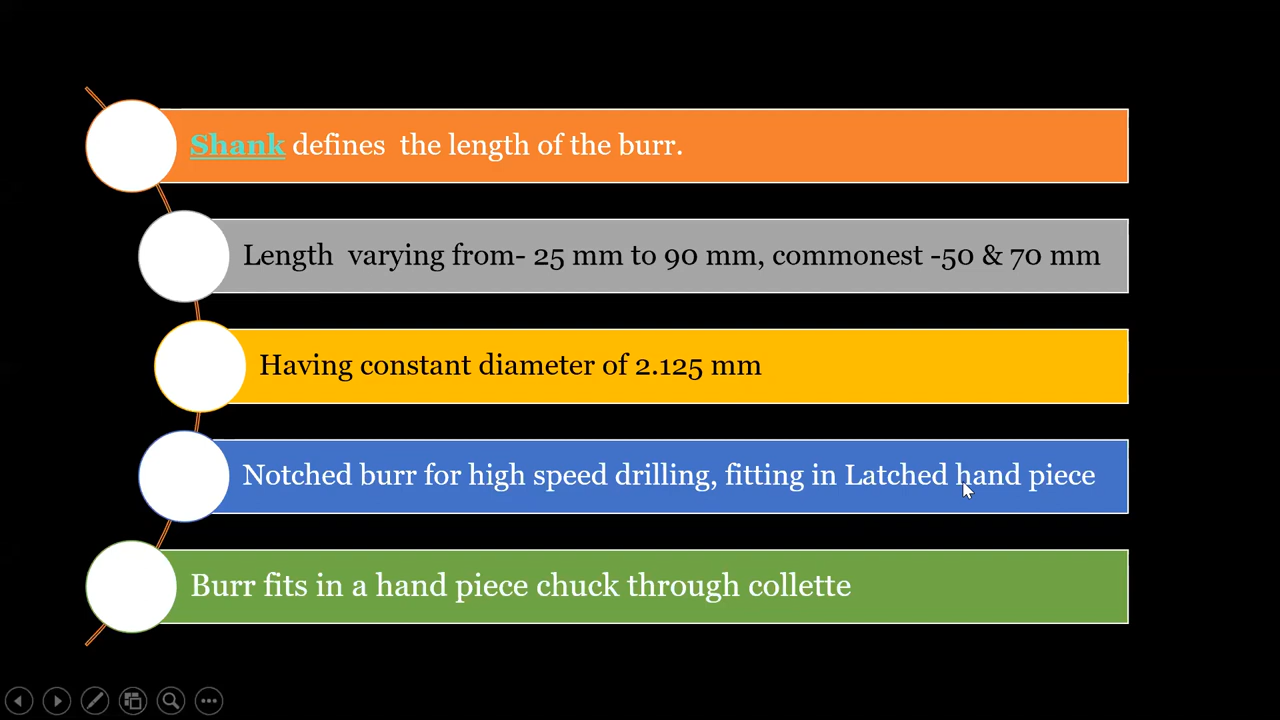 Shank defines  the length of the burr.
Length  varying from- 25 mm to 90 mm, commonest -50 & 70 mm
Having constant diameter of 2.125 mm
Notched burr for high speed drilling, fitting in Latched hand piece
Burr fits in a hand piece chuck through collette